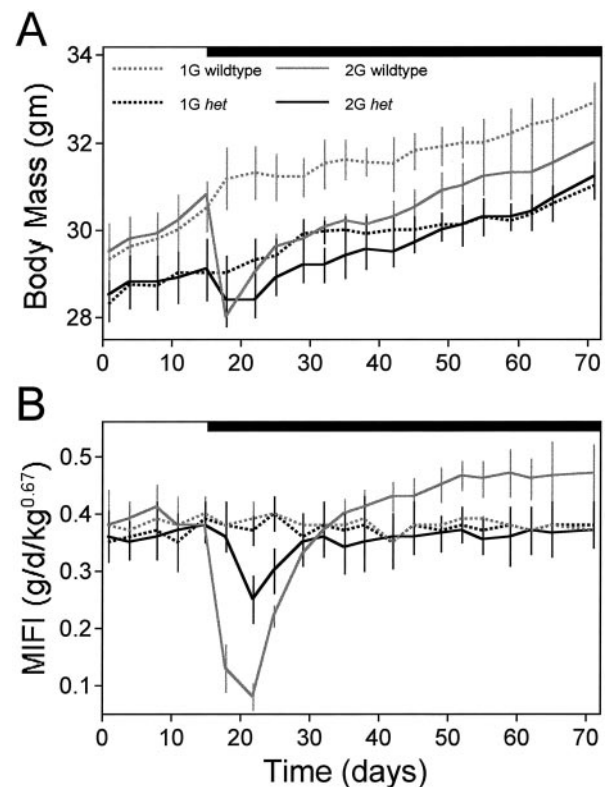 A
Body Mass (gm)
34
32
30
28
1G wildtype 2G wildtype
1G het 2G het
0 10 20 30 40 50 60 70
B
MIFI (g/d/kg^0.67)
0.5
0.4
0.3
0.2
0.1
0 10 20 30 40 50 60 70
Time (days)